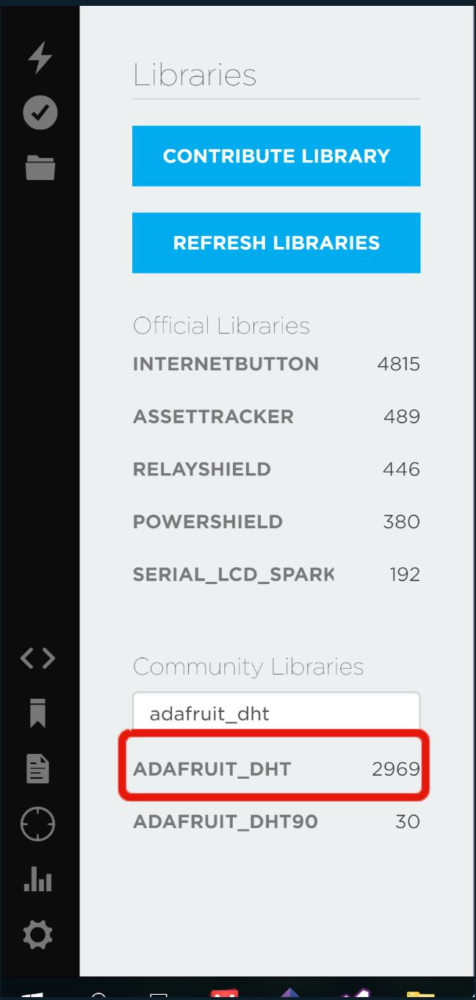 Libraries
CONTRIBUTE LIBRARY
REFRESH LIBRARIES
Official Libraries
INTERNETBUTTON 4815
ASSETTRACKER 489
RELAYSHIELD 446
POWERSHIELD 380
SERIAL_LCD_SPARK 192
Community Libraries
adafruit_dht
ADAFRUIT_DHT 2969
ADAFRUIT_DHT90 30